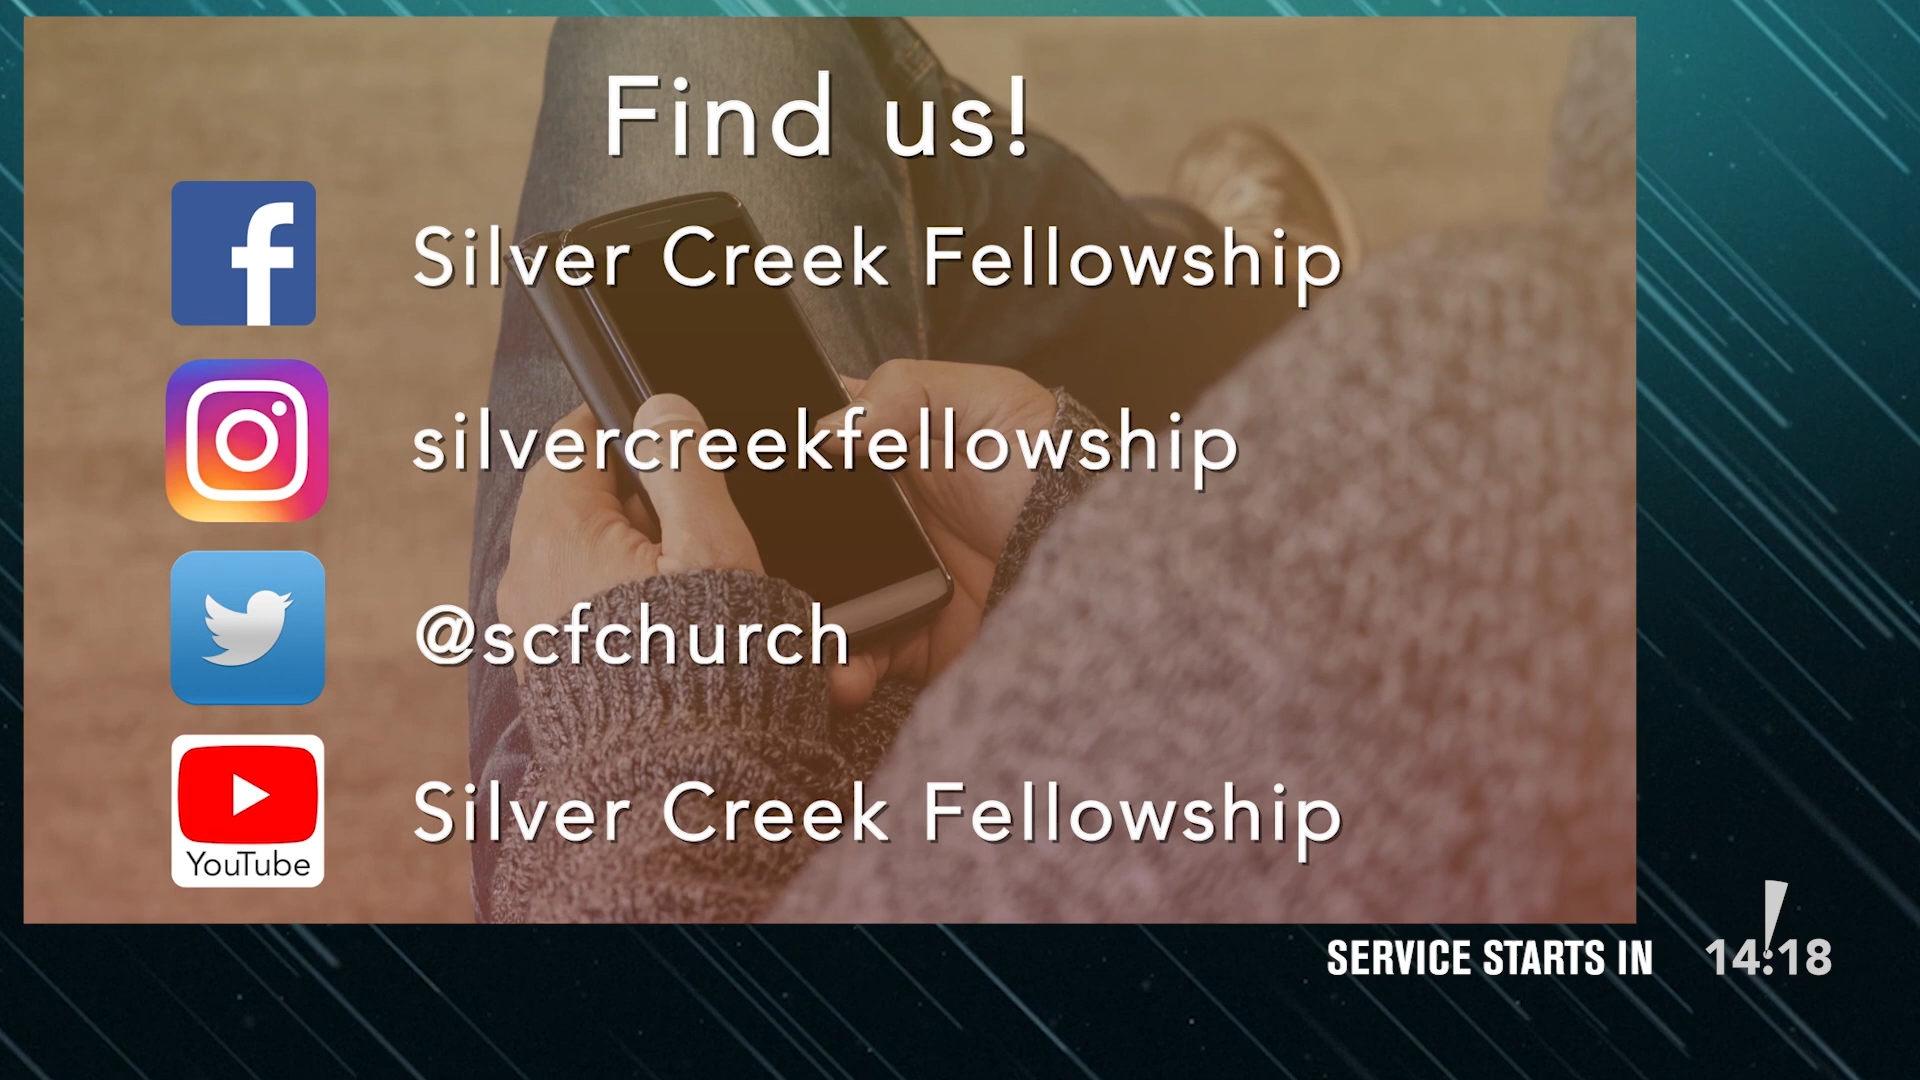 Find us!
Silver Creek Fellowship
silvercreekfellowship
@scfchurch
YouTube
Silver Creek Fellowship
SERVICE STARTS IN 14:18